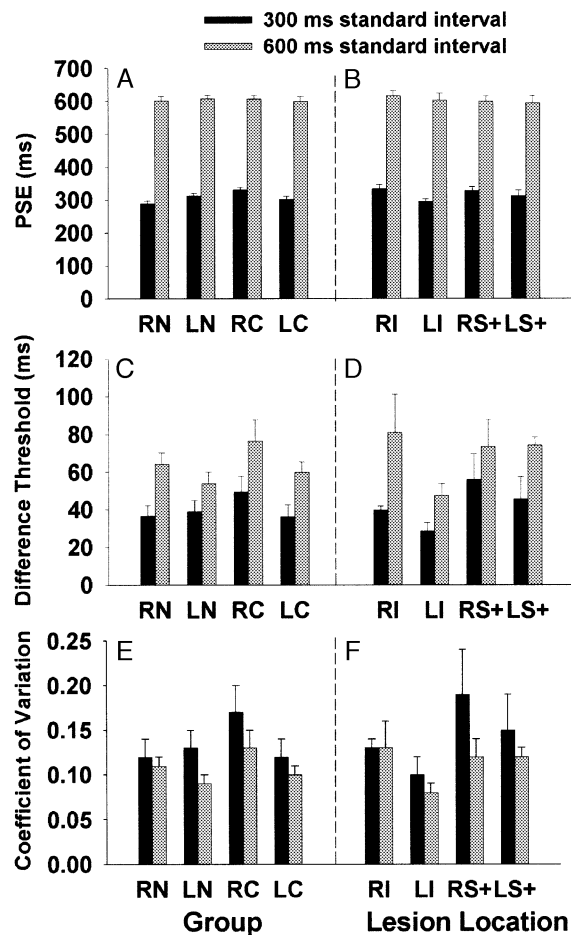 300 ms standard interval
600 ms standard interval
A
B
PSE (ms)
700
600
500
400
300
200
100
0
RN LN RC LC
RI LI RS+ LS+
C
D
Difference Threshold (ms)
120
100
80
60
40
20
0
RN LN RC LC
RI LI RS+ LS+
E
F
Coefficient of Variation
0.25
0.20
0.15
0.10
0.05
0.00
RN LN RC LC
RI LI RS+ LS+
Group
Lesion Location